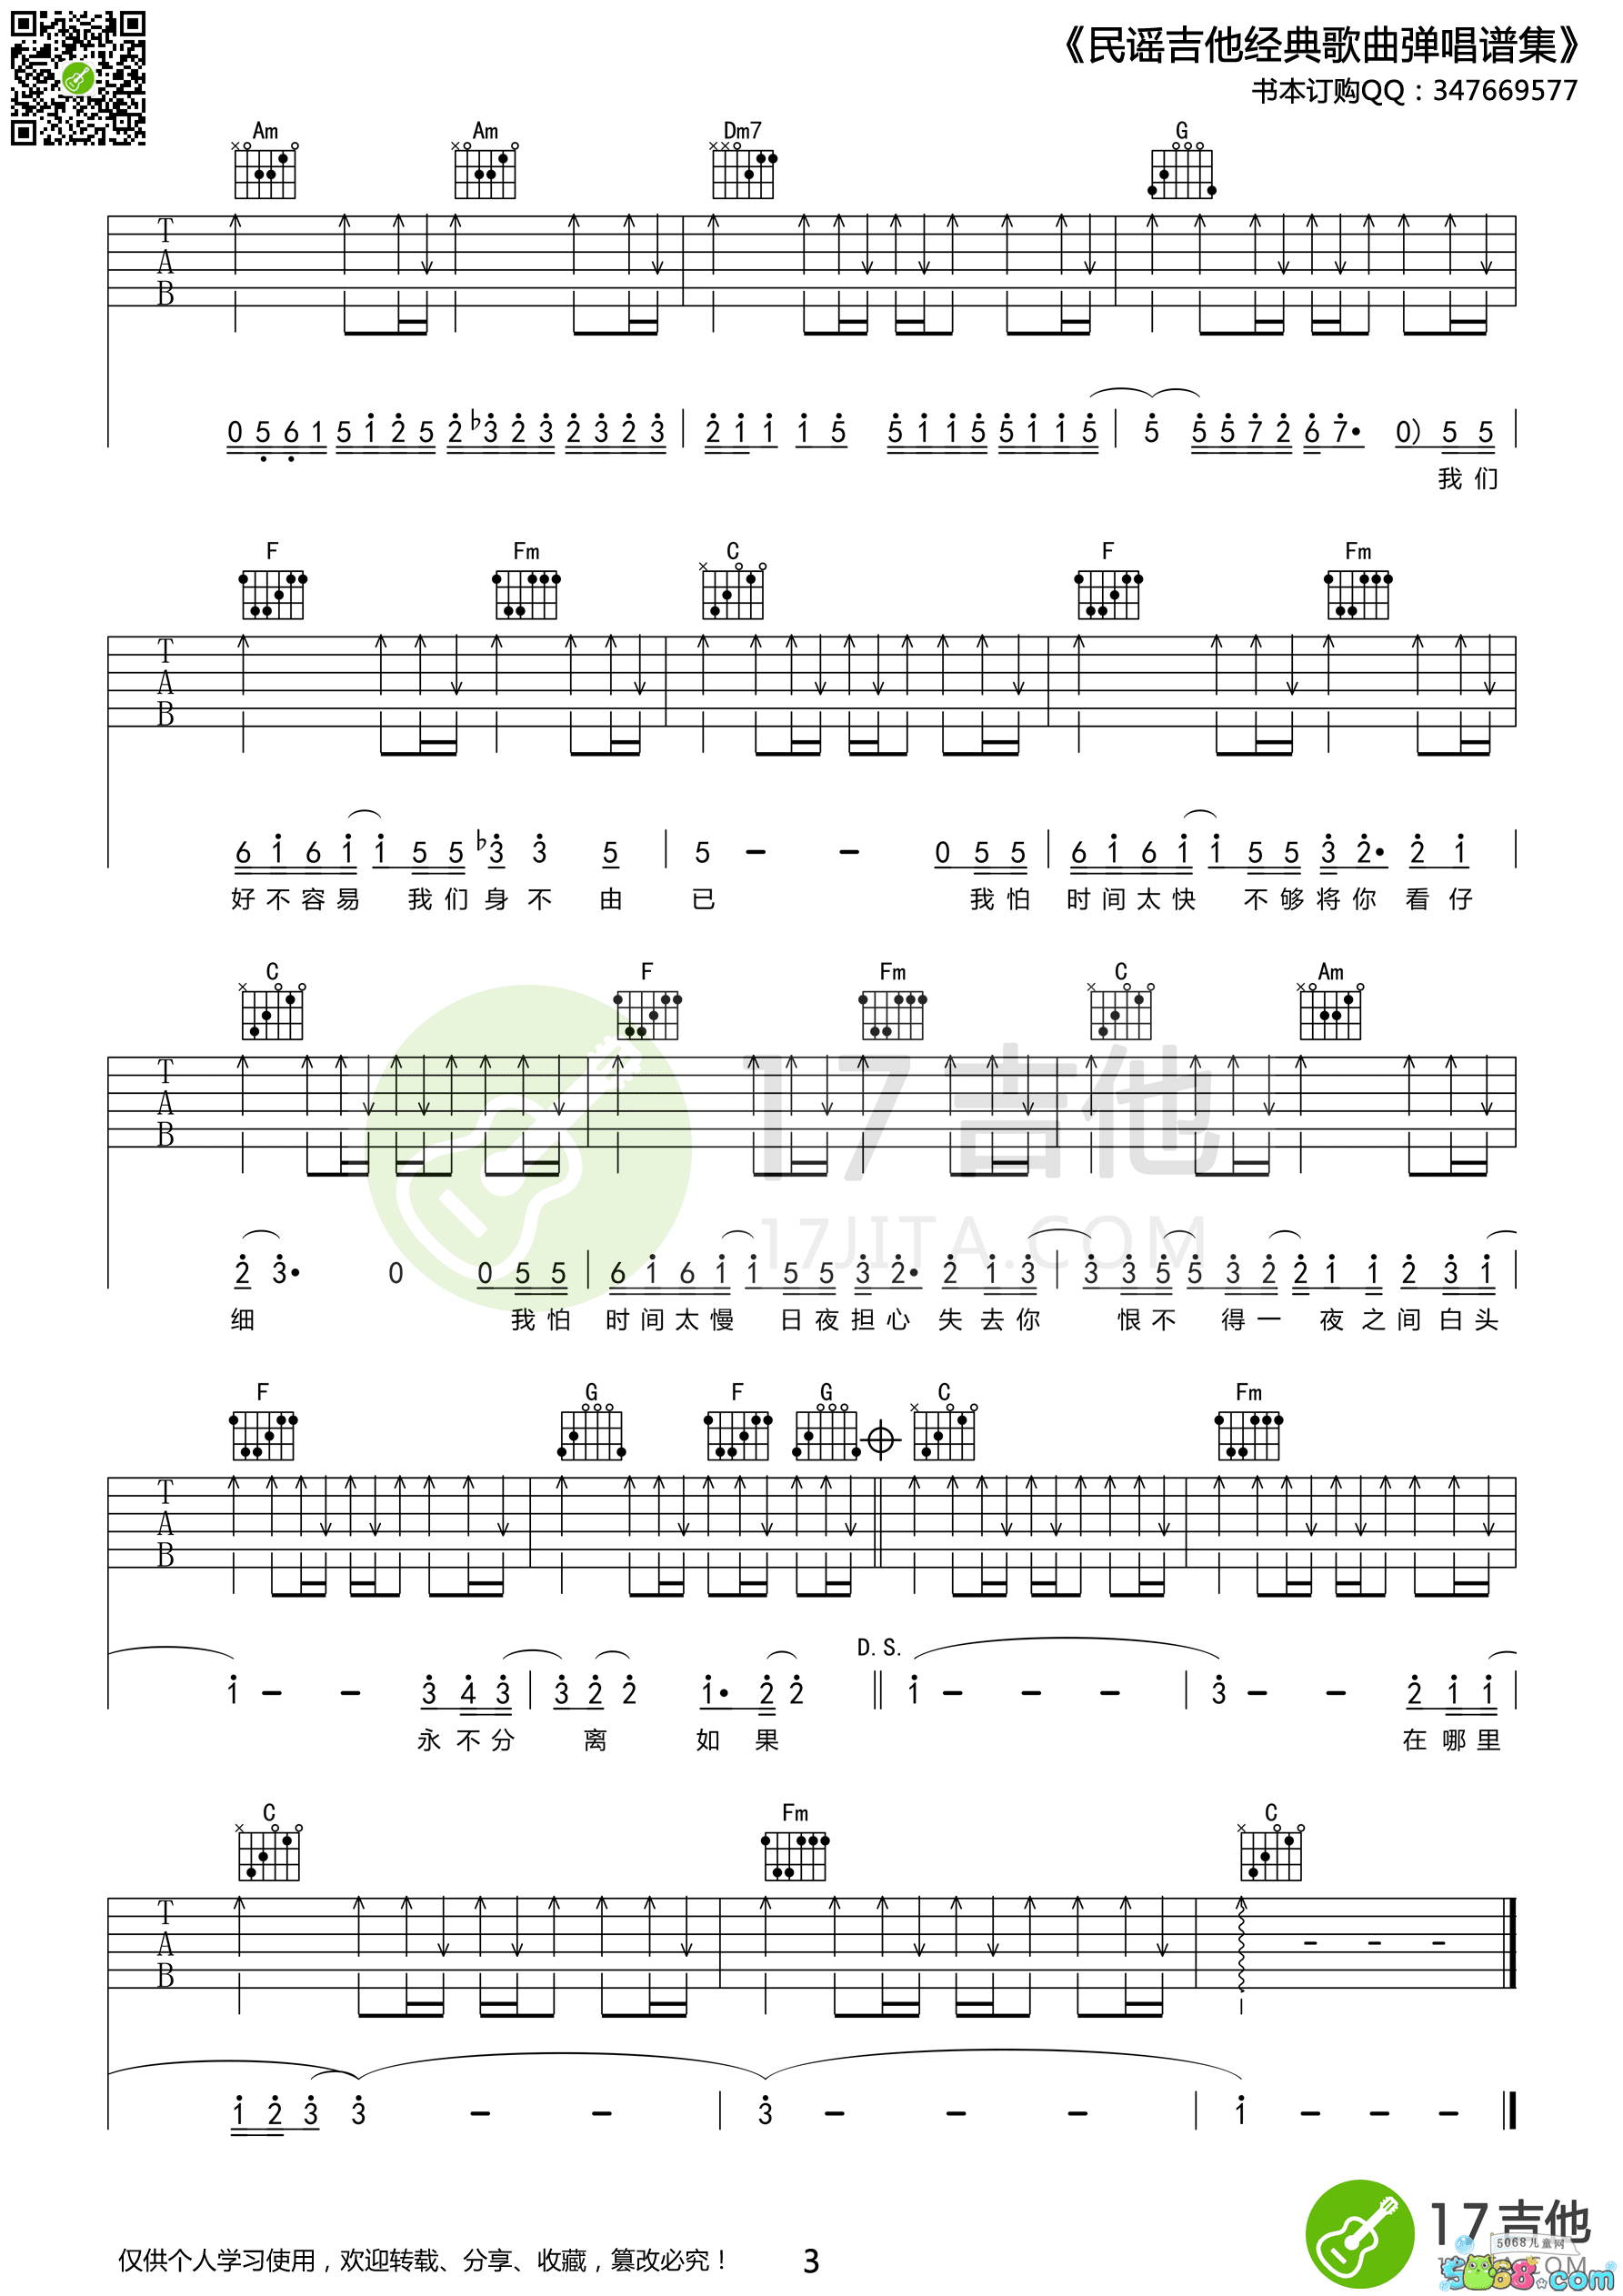 《民谣吉他经典歌曲弹唱谱集》
书本订购QQ：347669577
Am Am Dm7 G
T
A
B
0 5 6 1 5 1 2 5 2 ♭3 2 3 2 3 2 3 | 2 1 1 1 5 5 1 1 5 5 1 1 5 | 5 5 5 7 2 6 7• 0) 5 5 |
我们
F Fm C F Fm
T
A
B
6 1 6 1 1 5 5 ♭3 3 5 | 5 – – 0 5 5 | 6 1 6 1 1 5 5 3 2• 2 1 |
好不容易 我们身不 由 已 我怕 时间太快 不够将你 看仔
C F Fm C Am
17吉他
T
A
B
17JITA.COM
2 3• 0 0 5 5 | 6 1 6 1 1 5 5 3 2• 2 1 3 | 3 3 5 5 3 2 2 1 1 2 3 1 |
细 我怕 时间太慢 日夜担心 失去你 恨不 得一 夜之间白头
F G F G C Fm
T
A
B
D.S.
1 – – 3 4 3 | 3 2 2 1• 2 2 || 1 – – – | 3 – – 2 1 1 |
永不分 离 如果 在哪里
C Fm C
T
A
B
1 2 3 3 – – | 3 – – – | 1 – – –
仅供个人学习使用，欢迎转载、分享、收藏，篡改必究！ 3
17吉他
5068儿童网
5068.com